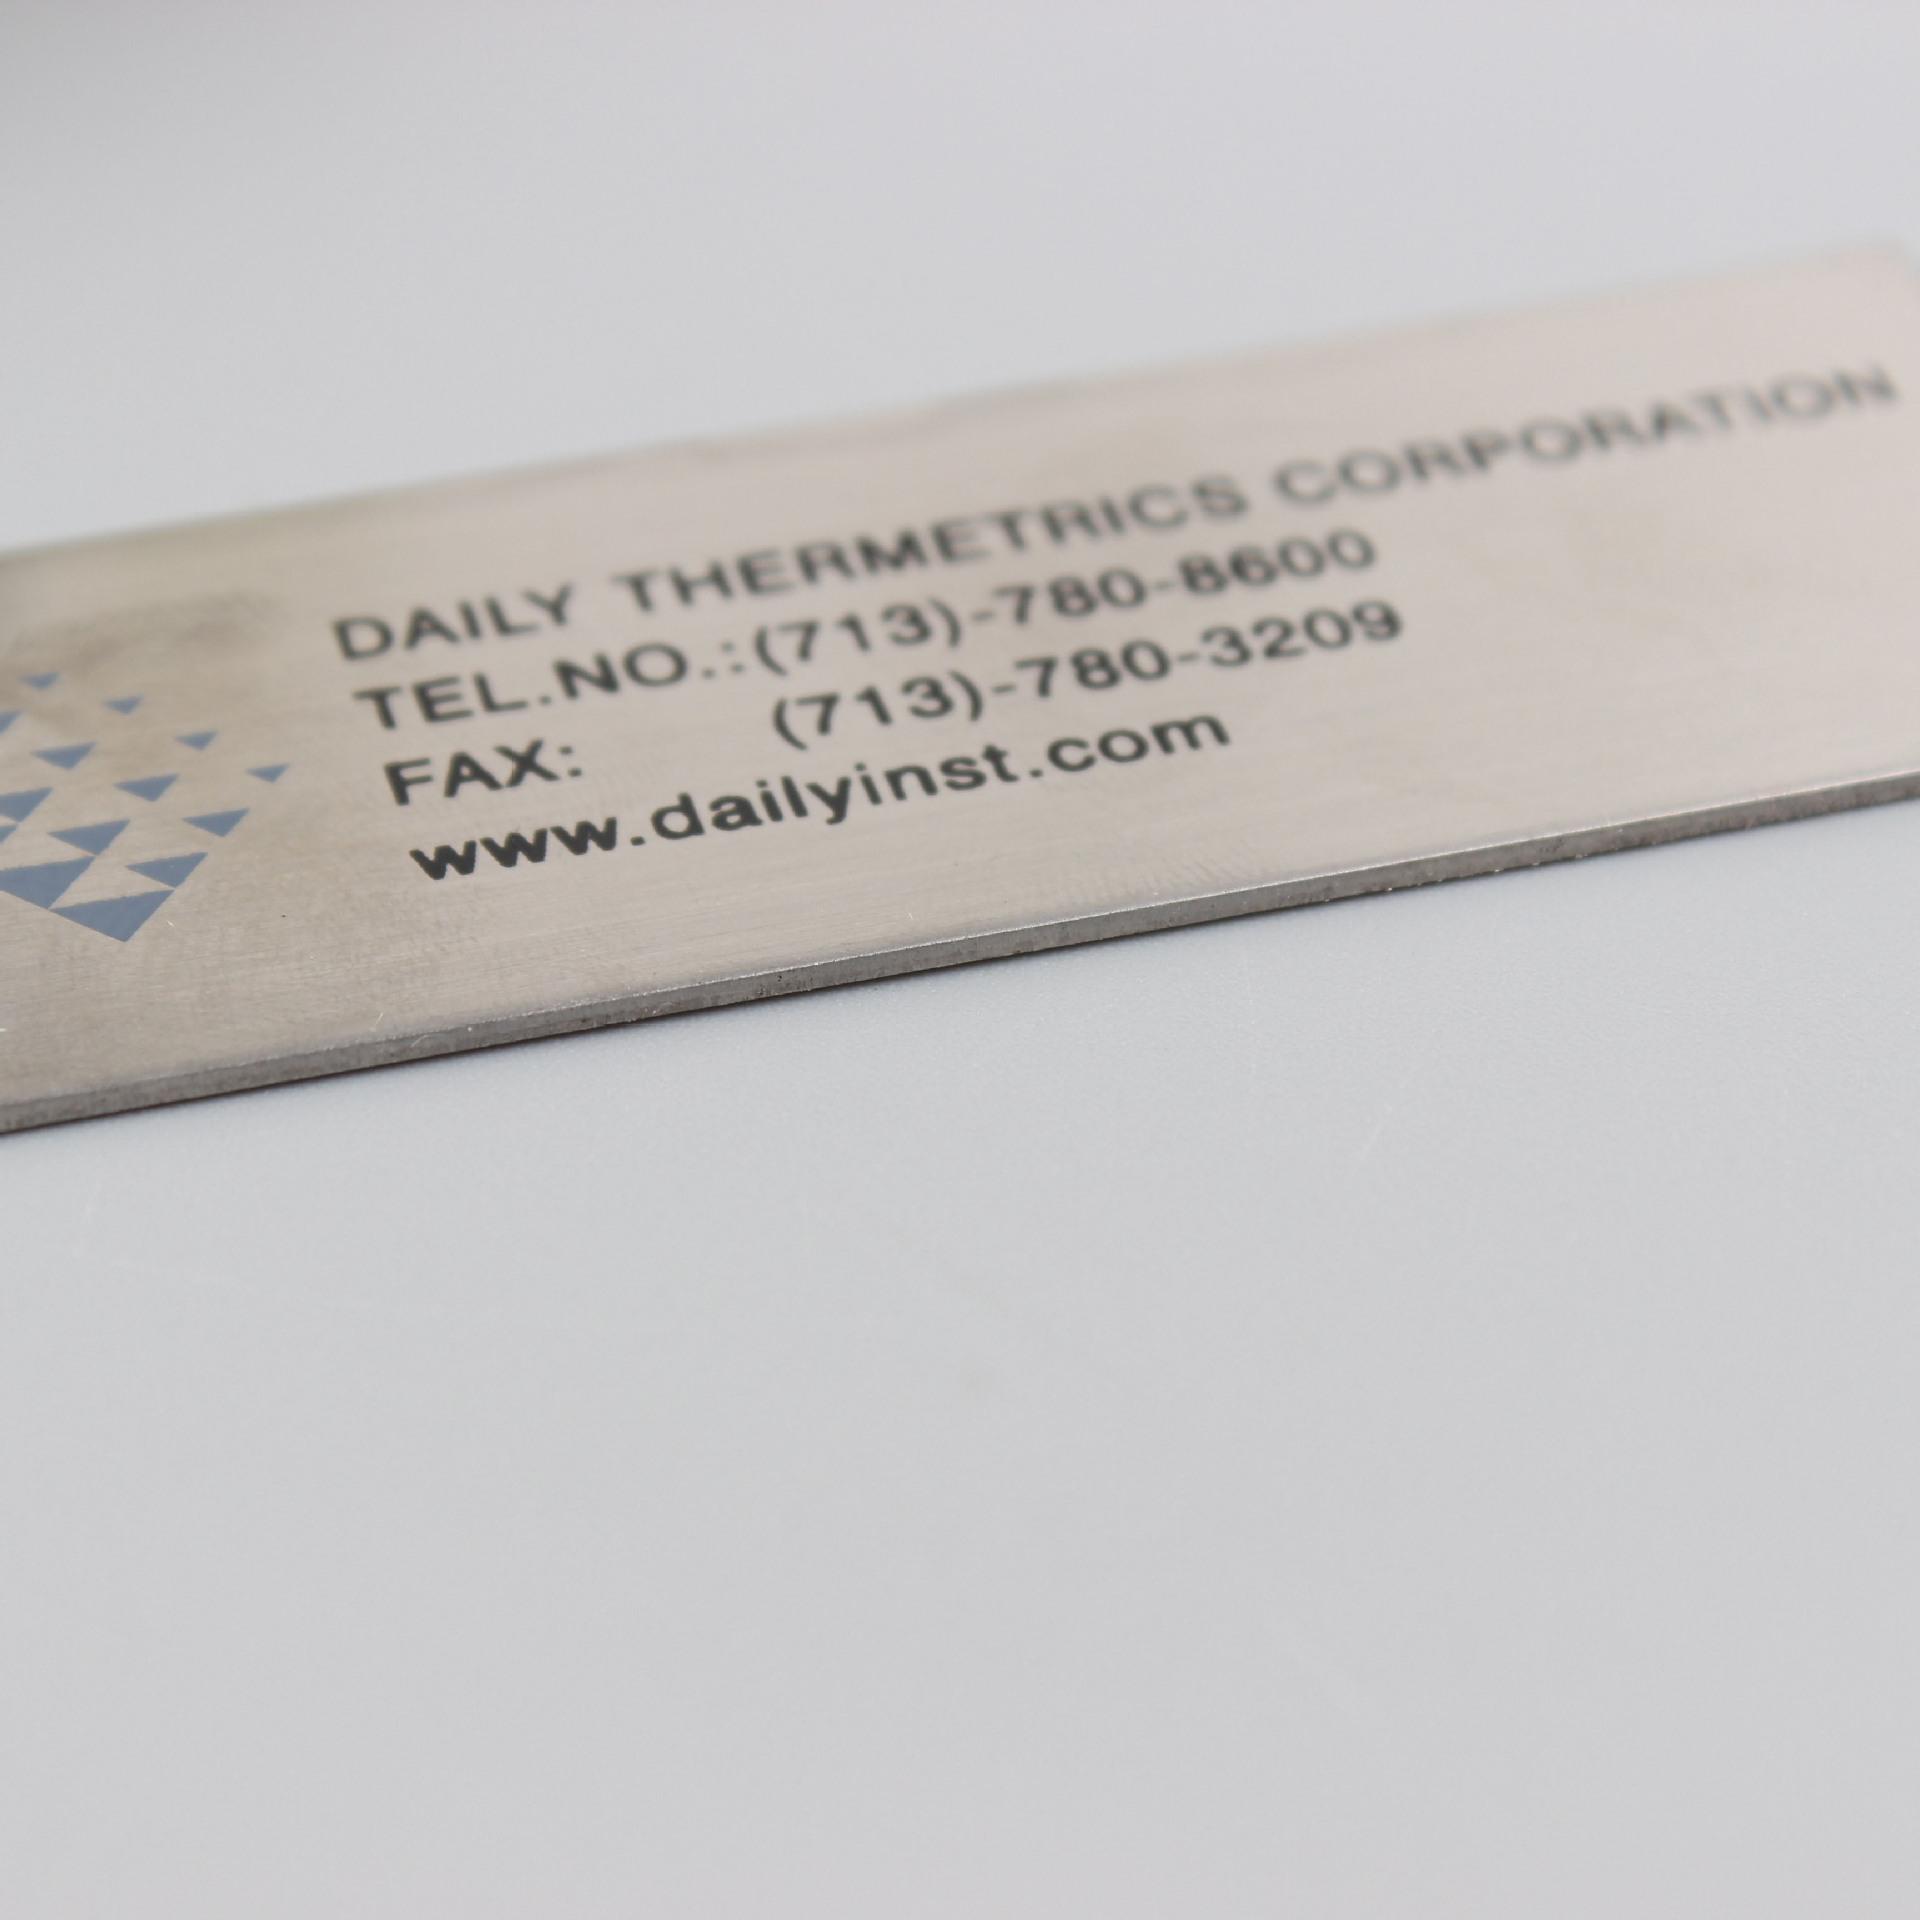 DAILY THERMETRICS CORPORATION
TEL.NO.:(713)-780-8600
FAX: (713)-780-3209
www.dailyinst.com